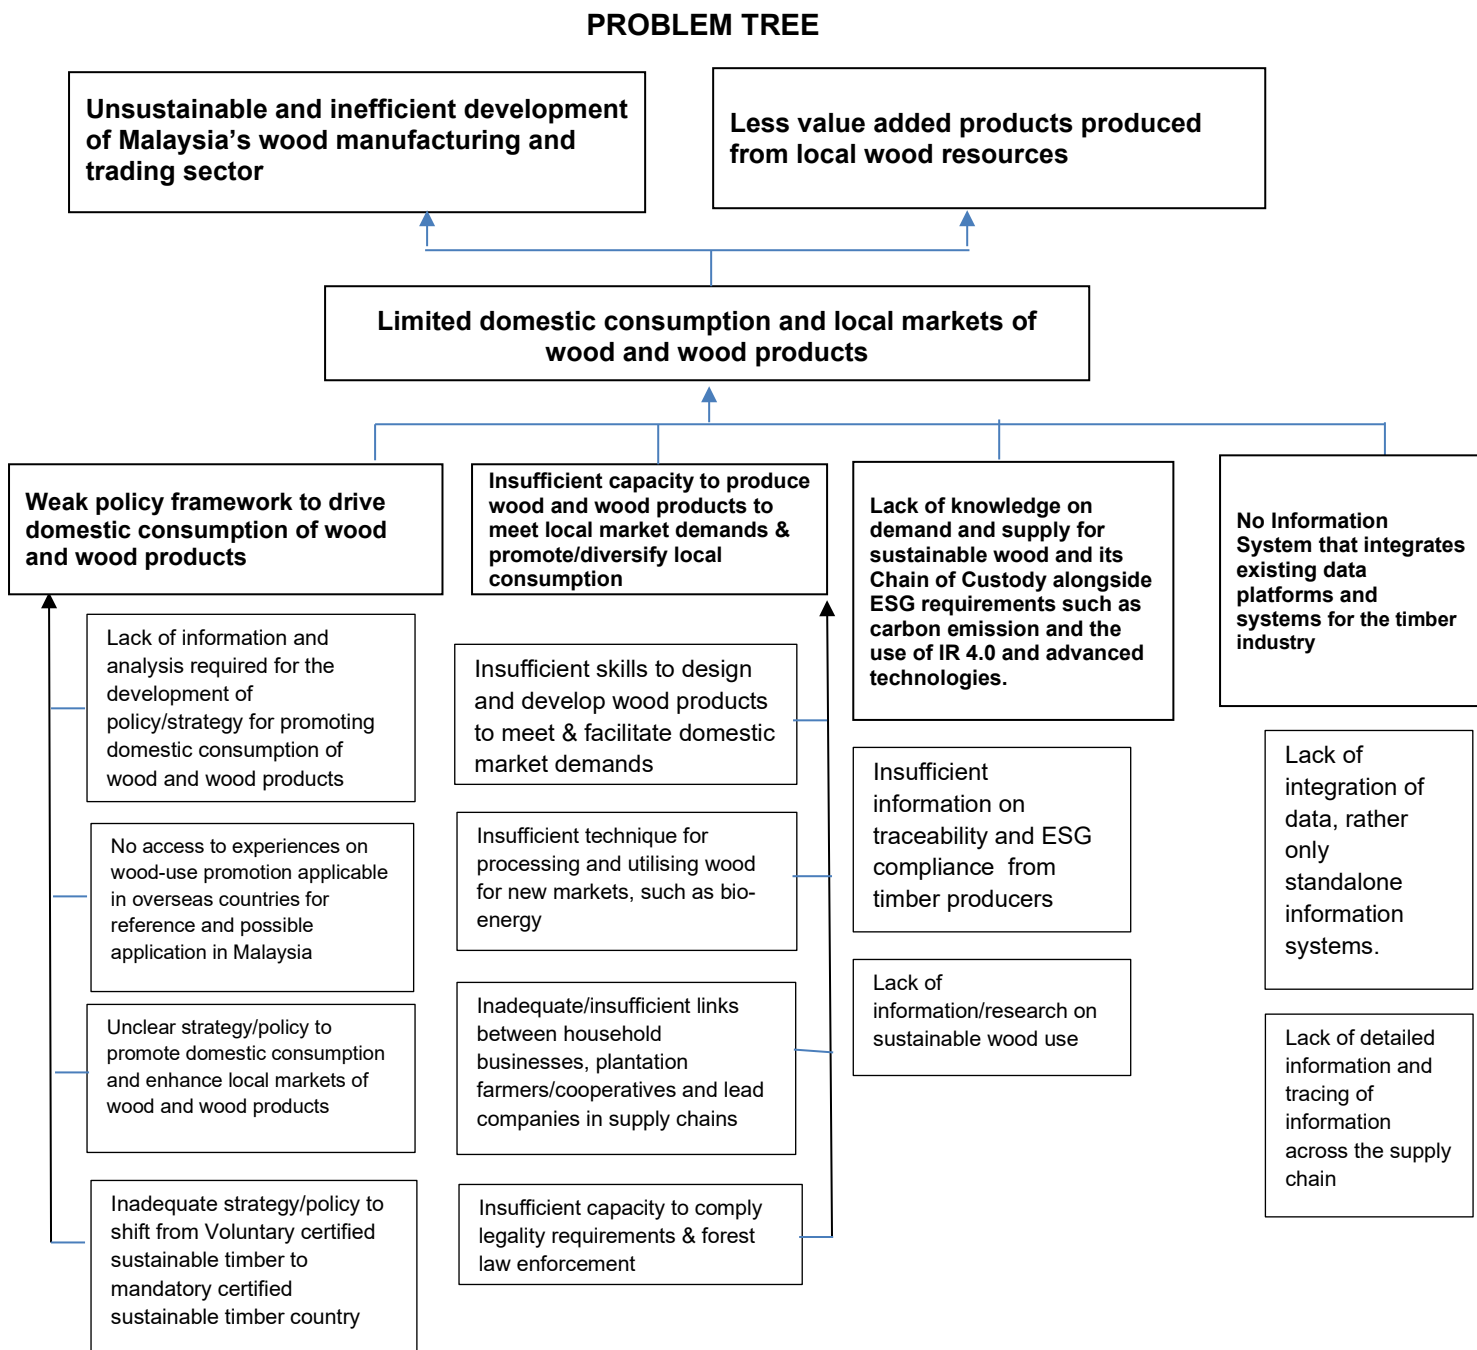 PROBLEM TREE
Unsustainable and inefficient development
of Malaysia’s wood manufacturing and
trading sector
Less value added products produced
from local wood resources
Limited domestic consumption and local markets of
wood and wood products
Weak policy framework to drive
domestic consumption of wood
and wood products
Insufficient capacity to produce
wood and wood products to
meet local market demands &
promote/diversify local
consumption
Lack of knowledge on
demand and supply for
sustainable wood and its
Chain of Custody alongside
ESG requirements such as
carbon emission and the
use of IR 4.0 and advanced
technologies.
No Information
System that integrates
existing data
platforms and
systems for the timber
industry
Lack of information and
analysis required for the
development of
policy/strategy for promoting
domestic consumption of
wood and wood products
No access to experiences on
wood-use promotion applicable
in overseas countries for
reference and possible
application in Malaysia
Unclear strategy/policy to
promote domestic consumption
and enhance local markets of
wood and wood products
Inadequate strategy/policy to
shift from Voluntary certified
sustainable timber to
mandatory certified
sustainable timber country
Insufficient skills to design
and develop wood products
to meet & facilitate domestic
market demands
Insufficient technique for
processing and utilising wood
for new markets, such as bio-
energy
Inadequate/insufficient links
between household
businesses, plantation
farmers/cooperatives and lead
companies in supply chains
Insufficient capacity to comply
legality requirements & forest
law enforcement
Insufficient
information on
traceability and ESG
compliance  from
timber producers
Lack of
information/research on
sustainable wood use
Lack of
integration of
data, rather
only
standalone
information
systems.
Lack of detailed
information and
tracing of
information
across the supply
chain